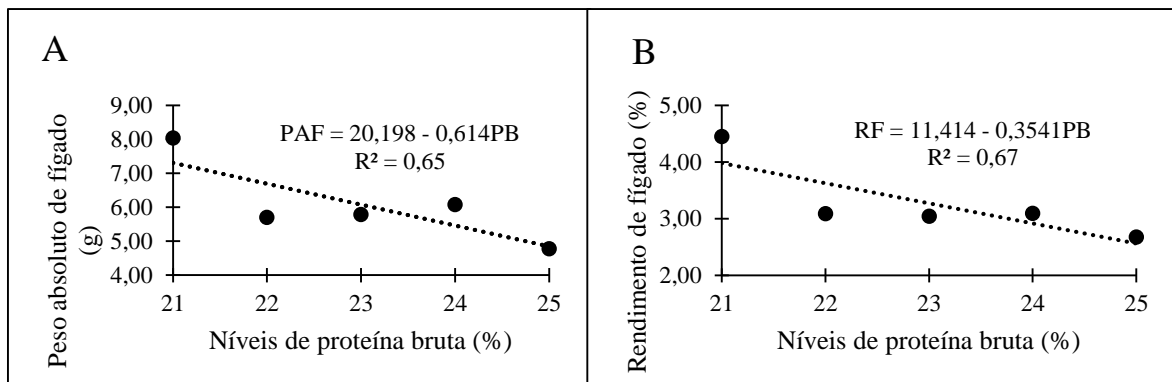 A
Peso absoluto de fígado
(g)
9,00
8,00
7,00
6,00
5,00
4,00
PAF = 20,198 - 0,614PB
R² = 0,65
21 22 23 24 25
Níveis de proteína bruta (%)
B
Rendimento de fígado (%)
5,00
4,00
3,00
2,00
RF = 11,414 - 0,3541PB
R² = 0,67
21 22 23 24 25
Níveis de proteína bruta (%)